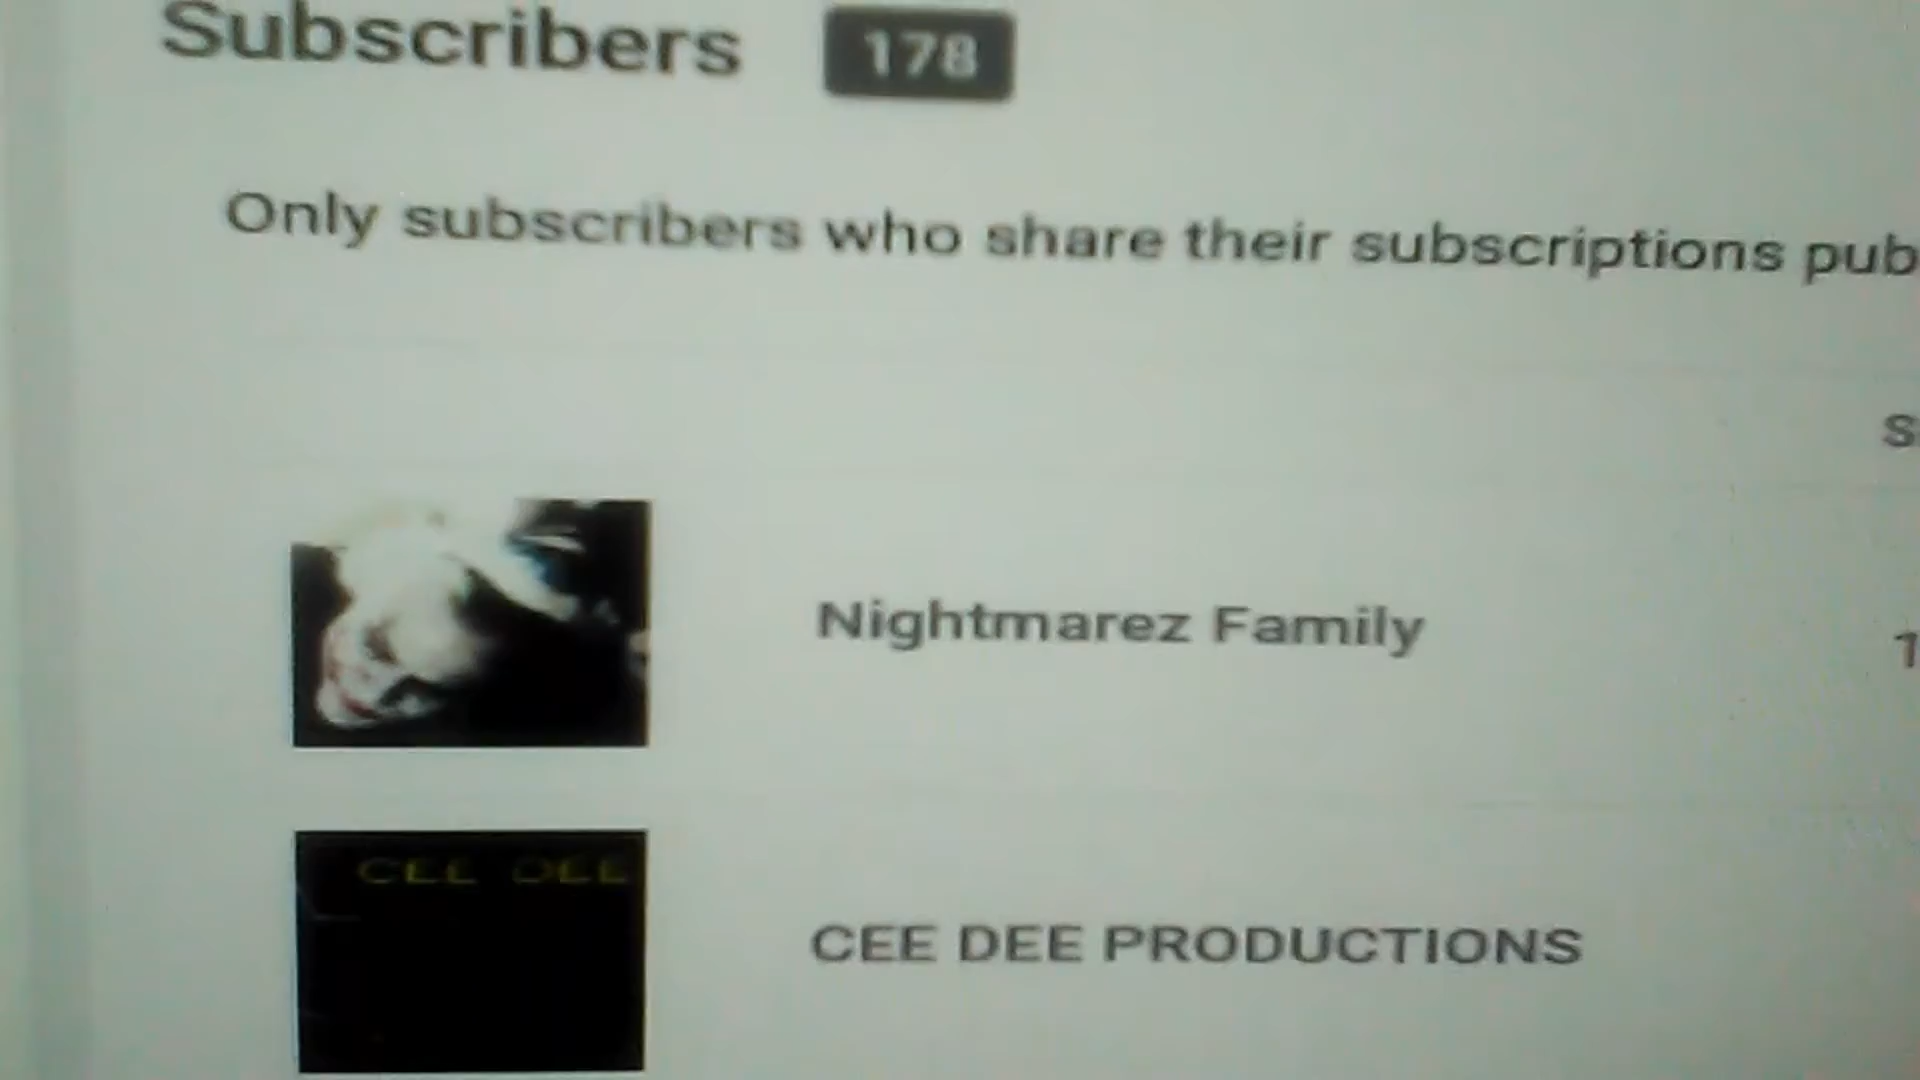 Subscribers 178
Only subscribers who share their subscriptions pub
S
Nightmarez Family
1
CEE DEE
CEE DEE PRODUCTIONS